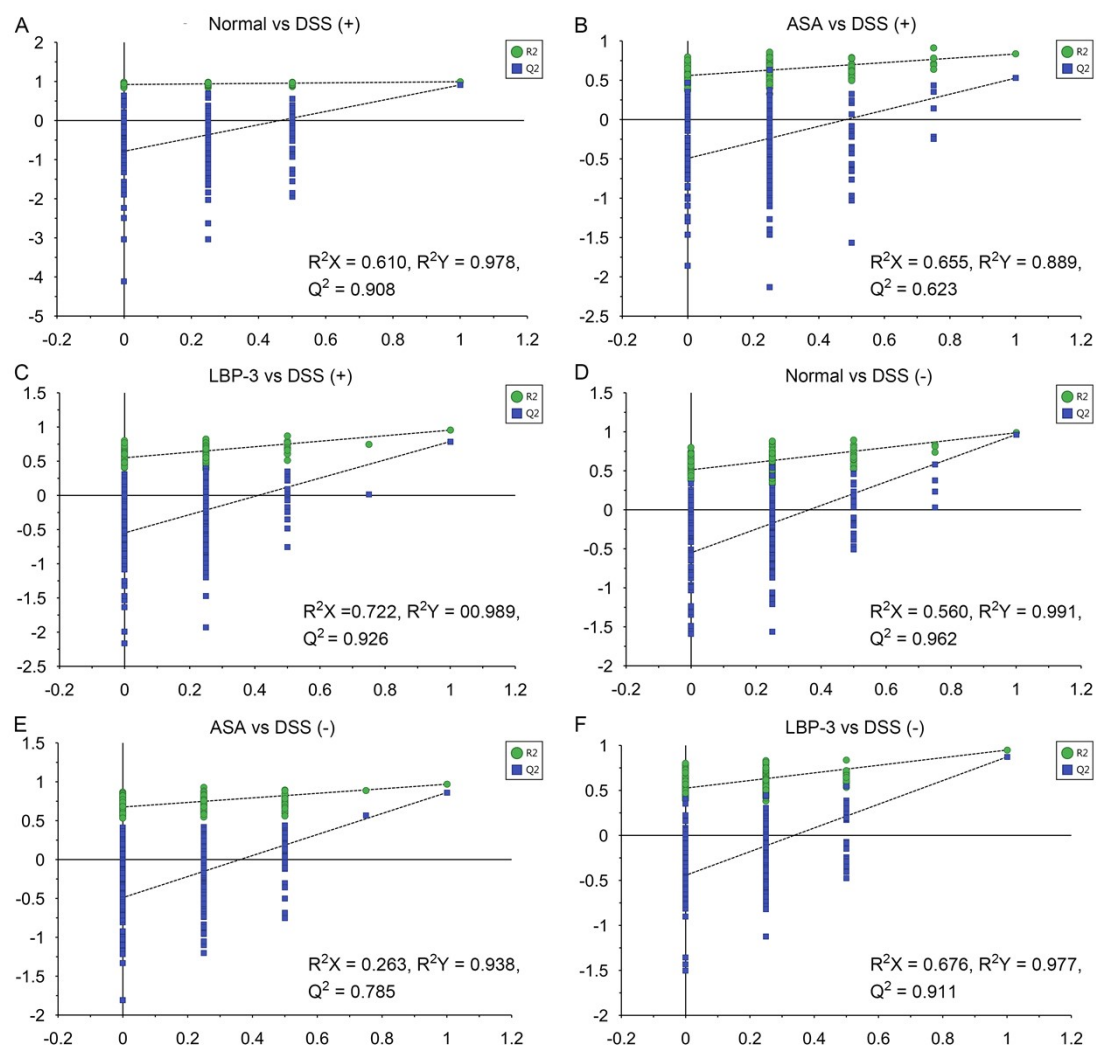 A
Normal vs DSS (+)
R2
Q2
2
1
0
-1
-2
-3
-4
-5
-0.2 0 0.2 0.4 0.6 0.8 1 1.2
R²X = 0.610, R²Y = 0.978,
Q² = 0.908
B
ASA vs DSS (+)
R2
Q2
1
0.5
0
-0.5
-1
-1.5
-2
-2.5
-0.2 0 0.2 0.4 0.6 0.8 1 1.2
R²X = 0.655, R²Y = 0.889,
Q² = 0.623
C
LBP-3 vs DSS (+)
R2
Q2
1.5
1
0.5
0
-0.5
-1
-1.5
-2
-2.5
-0.2 0 0.2 0.4 0.6 0.8 1 1.2
R²X =0.722, R²Y = 00.989,
Q² = 0.926
D
Normal vs DSS (-)
R2
Q2
1.5
1
0.5
0
-0.5
-1
-1.5
-2
-0.2 0 0.2 0.4 0.6 0.8 1 1.2
R²X = 0.560, R²Y = 0.991,
Q² = 0.962
E
ASA vs DSS (-)
R2
Q2
1.5
1
0.5
0
-0.5
-1
-1.5
-2
-0.2 0 0.2 0.4 0.6 0.8 1 1.2
R²X = 0.263, R²Y = 0.938,
Q² = 0.785
F
LBP-3 vs DSS (-)
R2
Q2
1
0.5
0
-0.5
-1
-1.5
-2
-0.2 0 0.2 0.4 0.6 0.8 1 1.2
R²X = 0.676, R²Y = 0.977,
Q² = 0.911